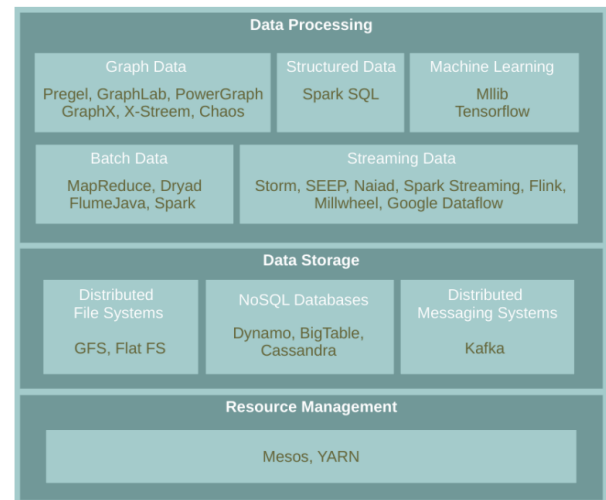 Data Processing
Graph Data
Pregel, GraphLab, PowerGraph
GraphX, X-Streem, Chaos
Structured Data
Spark SQL
Machine Learning
Mllib
Tensorflow
Batch Data
MapReduce, Dryad
FlumeJava, Spark
Streaming Data
Storm, SEEP, Naiad, Spark Streaming, Flink,
Millwheel, Google Dataflow
Data Storage
Distributed
File Systems
GFS, Flat FS
NoSQL Databases
Dynamo, BigTable,
Cassandra
Distributed
Messaging Systems
Kafka
Resource Management
Mesos, YARN